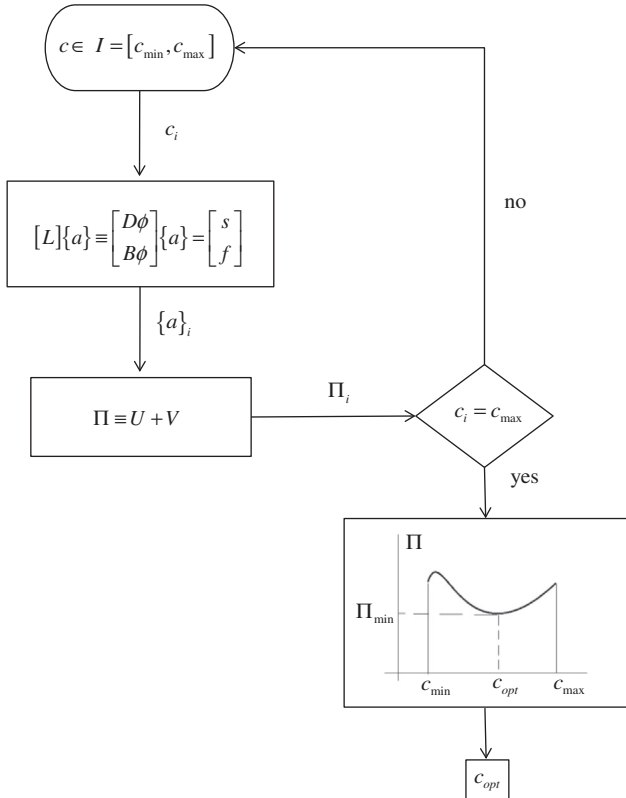 c ∈ I = [c_min, c_max]
c_i
[L]{a} ≡ [Dϕ Bϕ] {a} = [s f]
{a}_i
Π ≡ U + V
Π_i
c_i = c_max
no
yes
Π
Π_min
c_min c_opt c_max
c_opt